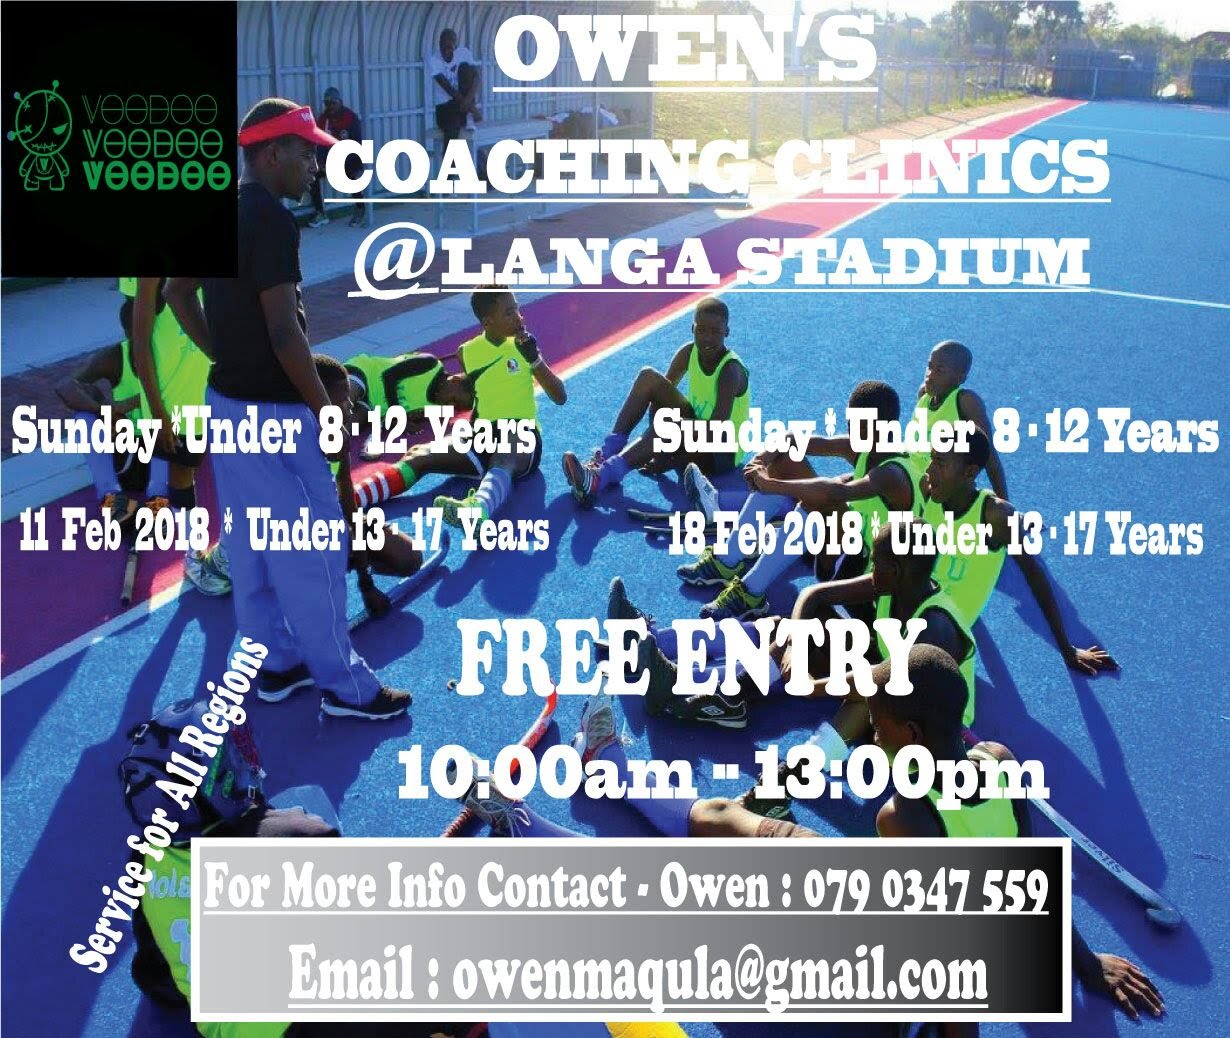 VOODOO
VOODOO
VOODOO
OWEN'S
COACHING CLINICS
@LANGA STADIUM
Sunday *Under 8-12 Years
11 Feb 2018 * Under 13-17 Years
Sunday * Under 8-12 Years
18 Feb 2018 * Under 13-17 Years
FREE ENTRY
10:00am -- 13:00pm
Service for All Regions
For More Info Contact - Owen : 079 0347 559
Email : owenmaqula@gmail.com